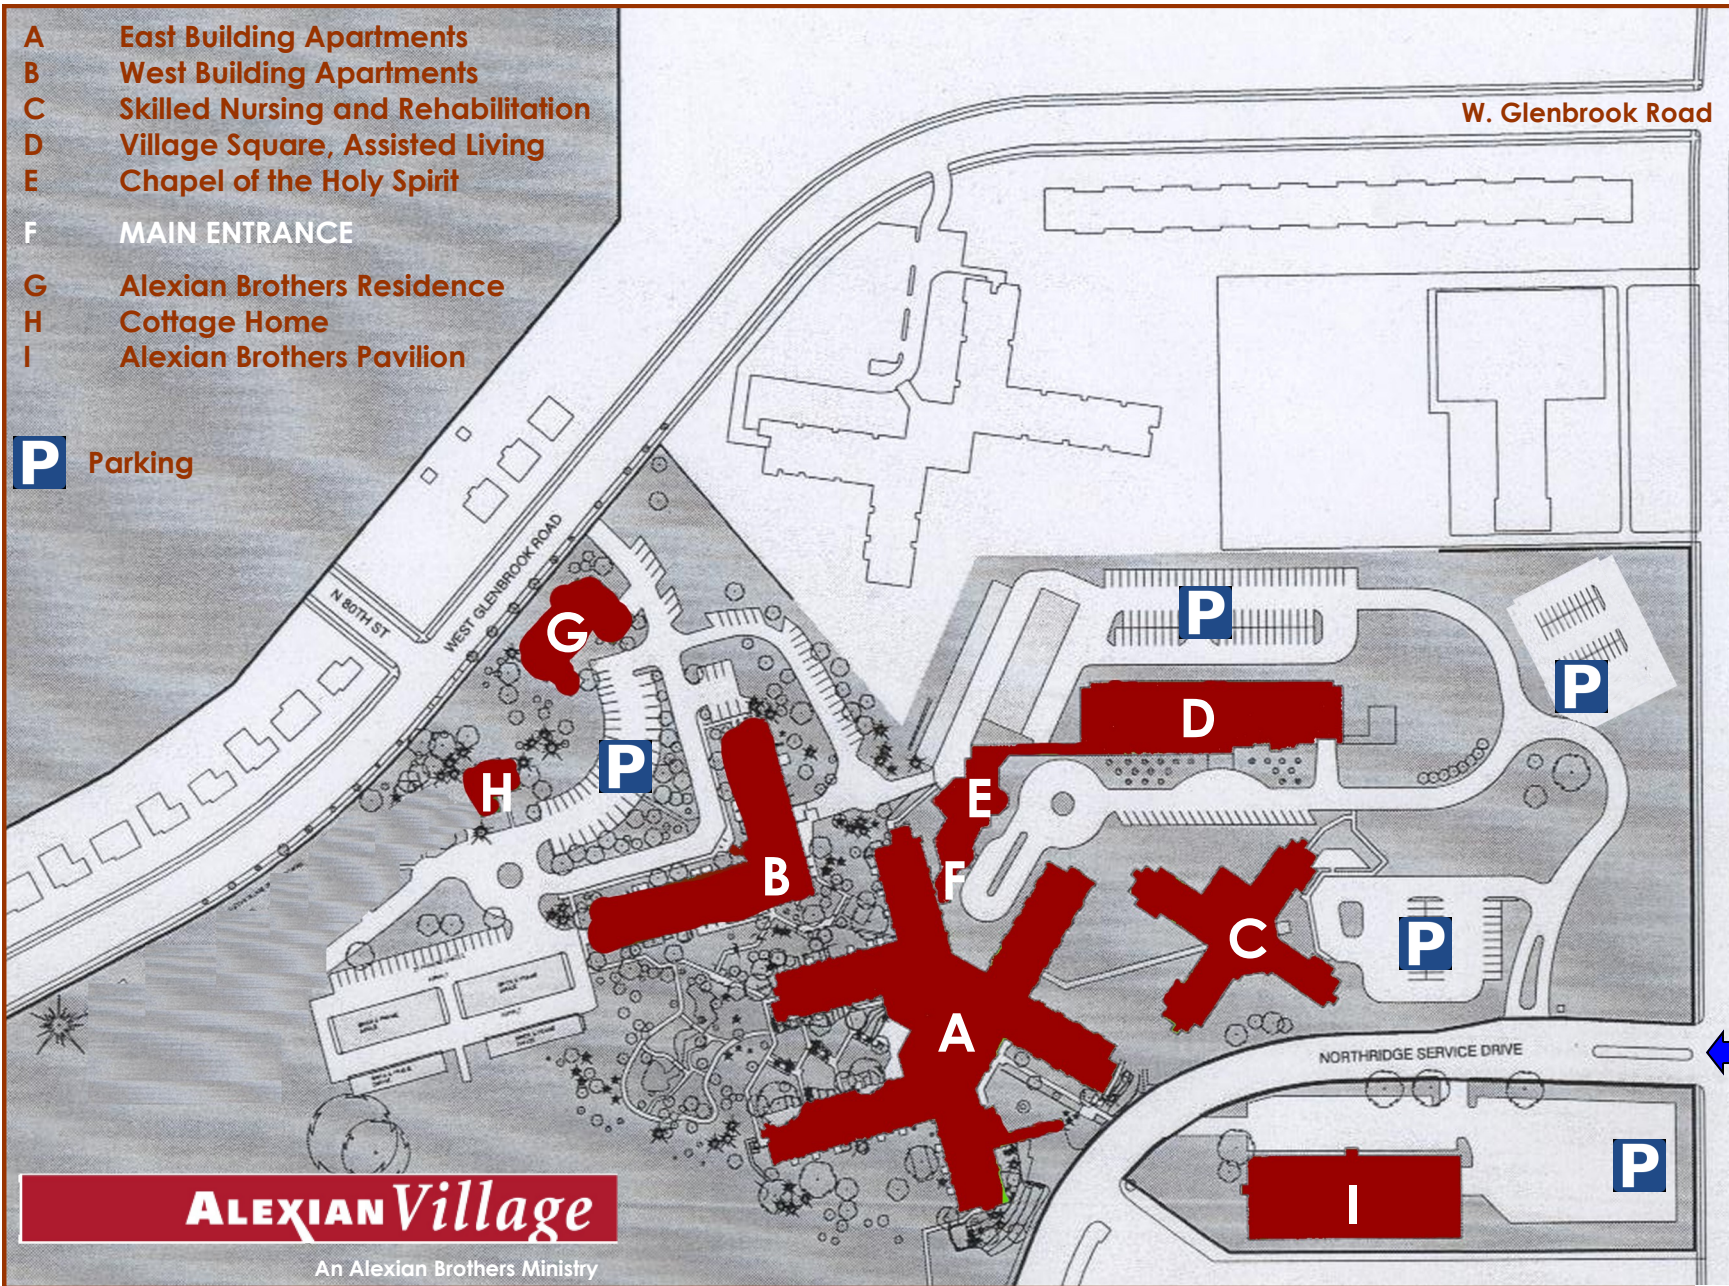 A East Building Apartments
B West Building Apartments
C Skilled Nursing and Rehabilitation
D Village Square, Assisted Living
E Chapel of the Holy Spirit
F MAIN ENTRANCE
G Alexian Brothers Residence
H Cottage Home
I Alexian Brothers Pavilion
P Parking
W. Glenbrook Road
WEST GLENBROOK ROAD
N 80TH ST
G
P
P
P
D
H
P
E
B
F
C
P
A
NORTHRIDGE SERVICE DRIVE
P
I
ALEXIAN Village
An Alexian Brothers Ministry